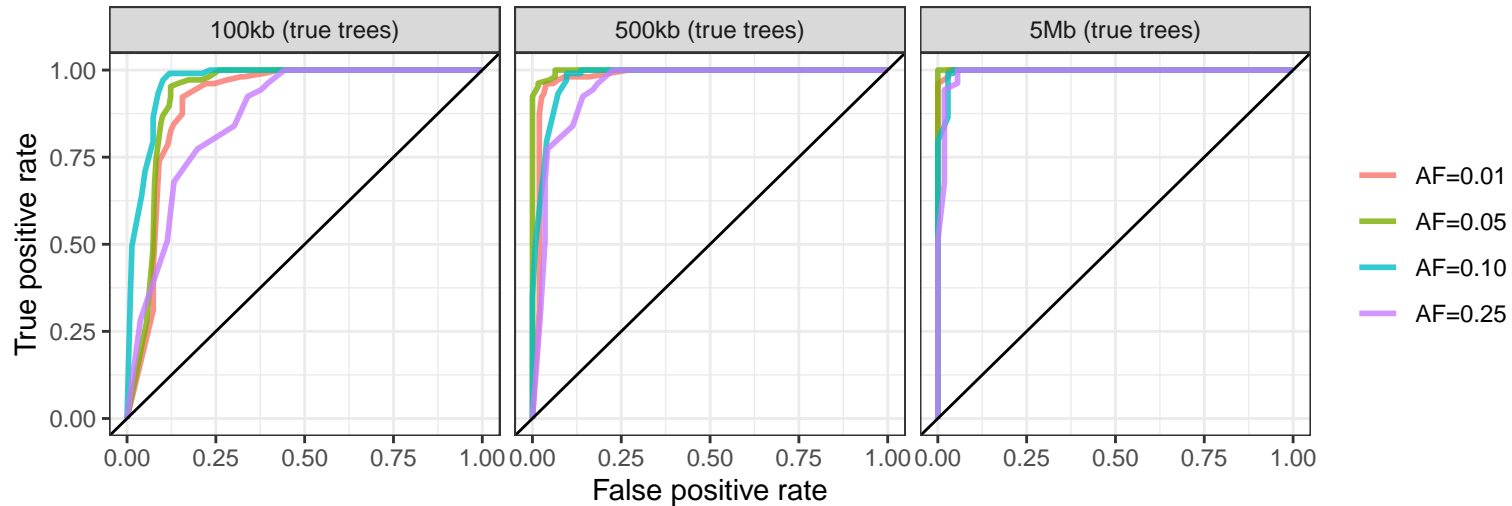 100kb (true trees) 500kb (true trees) 5Mb (true trees)
True positive rate
1.00
0.75
0.50
0.25
0.00
0.00 0.25 0.50 0.75 1.00 0.00 0.25 0.50 0.75 1.00 0.00 0.25 0.50 0.75 1.00
False positive rate
AF=0.01
AF=0.05
AF=0.10
AF=0.25